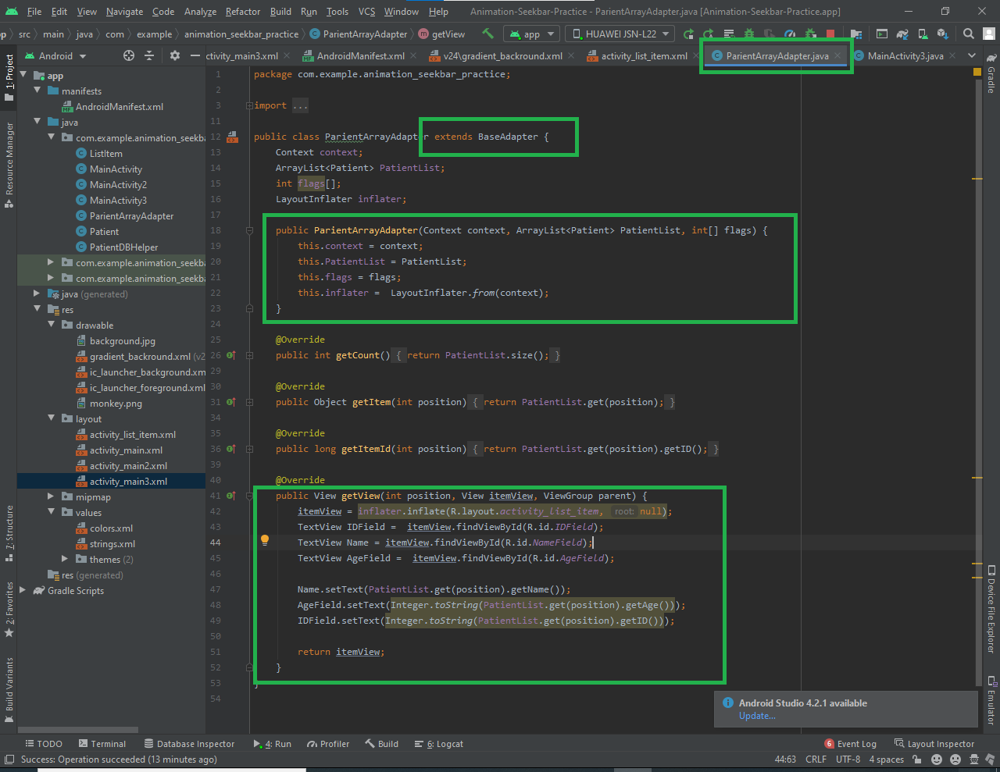 File Edit View Navigate Code Analyze Refactor Build Run Tools VCS Window Help Animation-Seekbar-Practice - ParientArrayAdapter.java [Animation-Seekbar-Practice.app]
src main java com example animation_seekbar_practice ParientArrayAdapter getView app HUAWEI JSN-L22
Android
ctivity_main3.xml AndroidManifest.xml v24\gradient_backround.xml activity_list_item.xml ParientArrayAdapter.java MainActivity3.java
1: Project
Resource Manager
7: Structure
2: Favorites
Build Variants
app
manifests
AndroidManifest.xml
java
com.example.animation_seekba
ListItem
MainActivity
MainActivity2
MainActivity3
ParientArrayAdapter
Patient
PatientDBHelper
com.example.animation_seekba
com.example.animation_seekba
java (generated)
res
drawable
background.jpg
gradient_backround.xml (v2
ic_launcher_background.xm
ic_launcher_foreground.xml
monkey.png
layout
activity_list_item.xml
activity_main.xml
activity_main2.xml
activity_main3.xml
mipmap
values
colors.xml
strings.xml
themes (2)
res (generated)
Gradle Scripts
1 package com.example.animation_seekbar_practice;
2
3 import ...
11
12 public class ParientArrayAdapter extends BaseAdapter {
13 Context context;
14 ArrayList<Patient> PatientList;
15 int flags[];
16 LayoutInflater inflater;
17
18 public ParientArrayAdapter(Context context, ArrayList<Patient> PatientList, int[] flags) {
19 this.context = context;
20 this.PatientList = PatientList;
21 this.flags = flags;
22 this.inflater =  LayoutInflater.from(context);
23 }
24
25 @Override
26 public int getCount() { return PatientList.size(); }
29
30 @Override
31 public Object getItem(int position) { return PatientList.get(position); }
34
35 @Override
36 public long getItemId(int position) { return PatientList.get(position).getID(); }
39
40 @Override
41 public View getView(int position, View itemView, ViewGroup parent) {
42 itemView = inflater.inflate(R.layout.activity_list_item, root: null);
43 TextView IDField =  itemView.findViewById(R.id.IDField);
44 TextView Name = itemView.findViewById(R.id.NameField);
45 TextView AgeField =  itemView.findViewById(R.id.AgeField);
46
47 Name.setText(PatientList.get(position).getName());
48 AgeField.setText(Integer.toString(PatientList.get(position).getAge()));
49 IDField.setText(Integer.toString(PatientList.get(position).getID()));
50
51 return itemView;
52 }
53 }
54
Gradle
Device File Explorer
Emulator
Android Studio 4.2.1 available
Update...
TODO Terminal Database Inspector 4: Run Profiler Build 6: Logcat 6 Event Log Layout Inspector
Success: Operation succeeded (13 minutes ago) 44:63 CRLF UTF-8 4 spaces